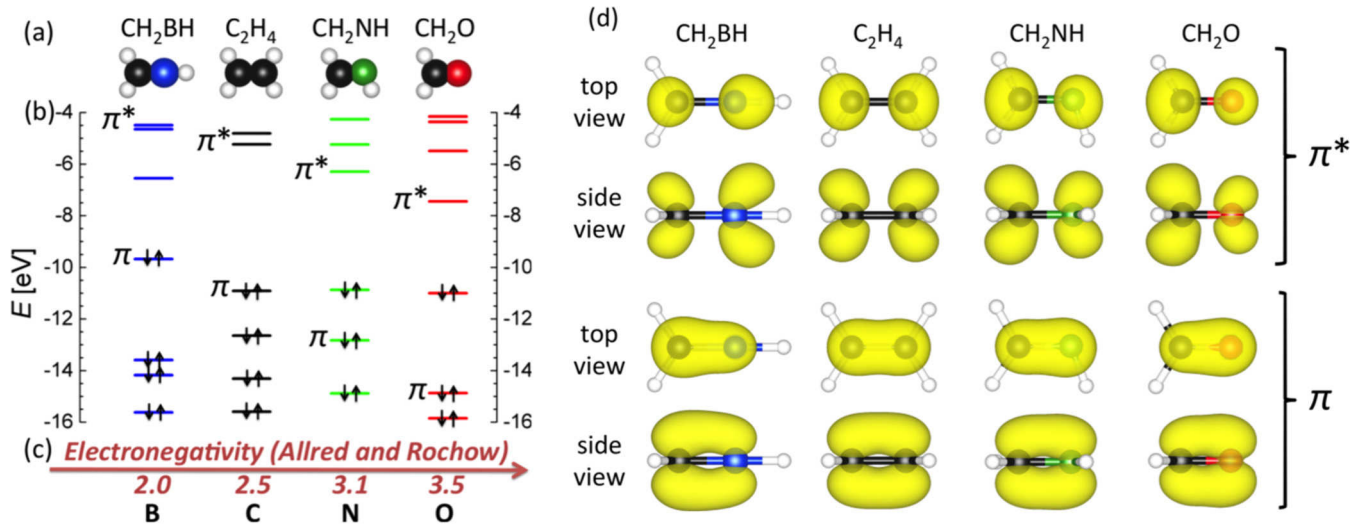 (a)
CH₂BH C₂H₄ CH₂NH CH₂O
(b)
-4 -4
π* π*
-6 -6
π*
π*
-8 -8
π
-10 -10
π
E [eV]
-12 -12
π
-14 -14
π
-16 -16
(c) Electronegativity (Allred and Rochow)
2.0 2.5 3.1 3.5
B C N O
(d)
CH₂BH C₂H₄ CH₂NH CH₂O
top
view
side
view
π*
top
view
side
view
π